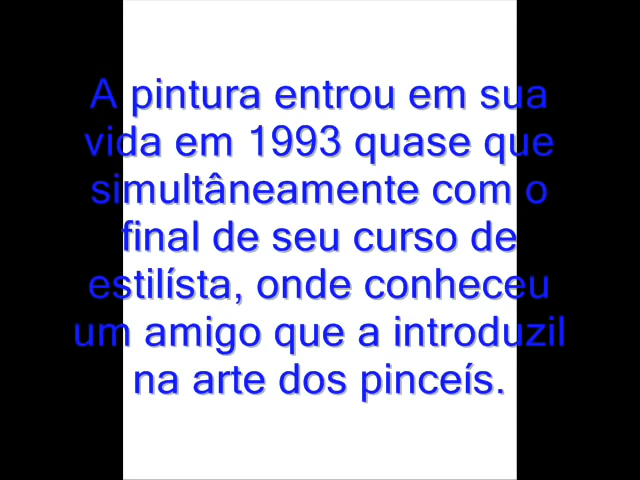 A pintura entrou em sua
vida em 1993 quase que
simultâneamente com o
final de seu curso de
estilísta, onde conheceu
um amigo que a introduzil
na arte dos pinceís.